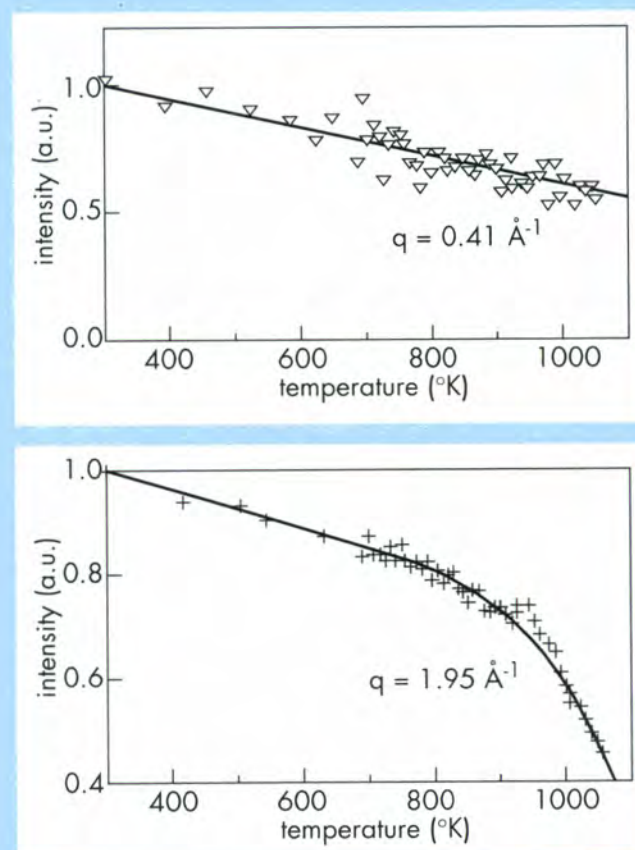 1.0
0.5
0.0
intensity (a.u.)
q = 0.41 Å-1
400 600 800 1000
temperature (°K)
1.0
0.8
0.6
0.4
intensity (a.u.)
q = 1.95 Å-1
400 600 800 1000
temperature (°K)